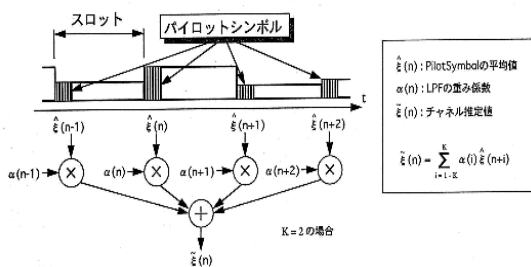 スロット
パイロットシンボル
t
ξ̂(n-1) ξ̂(n) ξ̂(n+1) ξ̂(n+2)
α(n-1) × α(n) × α(n+1) × α(n+2) ×
+
K=2の場合
ξ̃(n)
ξ̂(n) : PilotSymbolの平均値
α(n) : LPFの重み係数
ξ̃(n) : チャネル推定値
ξ̃(n) = Σ α(i) ξ̂(n+i)
K
i=1-K